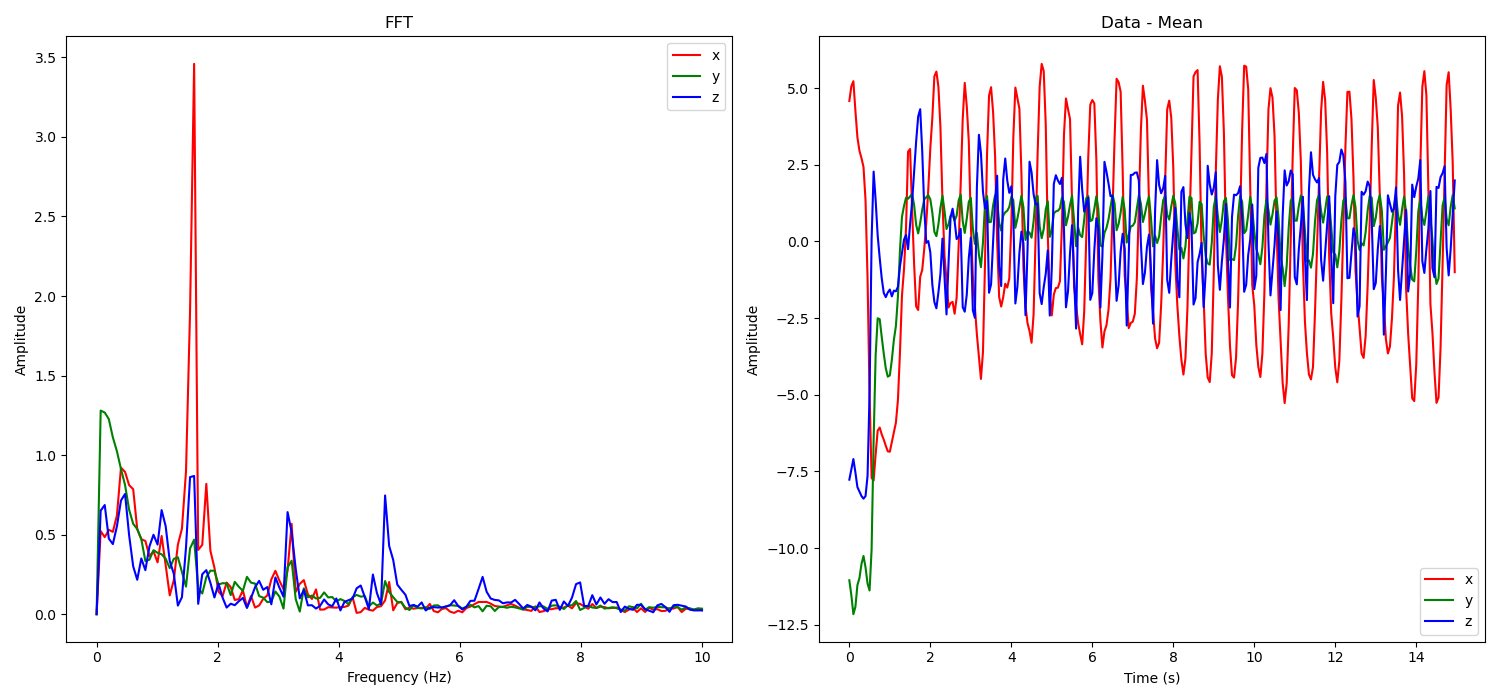 FFT
3.5
3.0
2.5
2.0
1.5
1.0
0.5
0.0
Amplitude
0
2
4
6
8
10
Frequency (Hz)
x
y
z
Data - Mean
5.0
2.5
0.0
−2.5
−5.0
−7.5
−10.0
−12.5
Amplitude
0
2
4
6
8
10
12
14
Time (s)
x
y
z